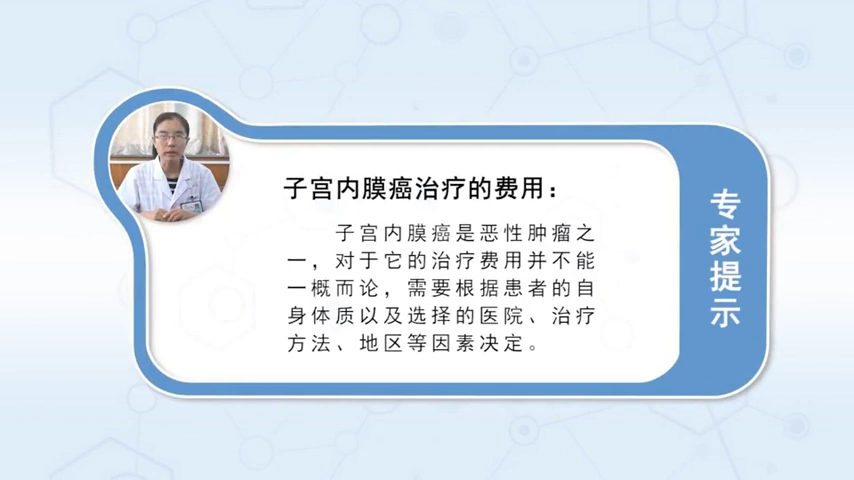 子宫内膜癌治疗的费用：
子宫内膜癌是恶性肿瘤之
一，对于它的治疗费用并不能
一概而论，需要根据患者的自
身体质以及选择的医院、治疗
方法、地区等因素决定。
专家提示